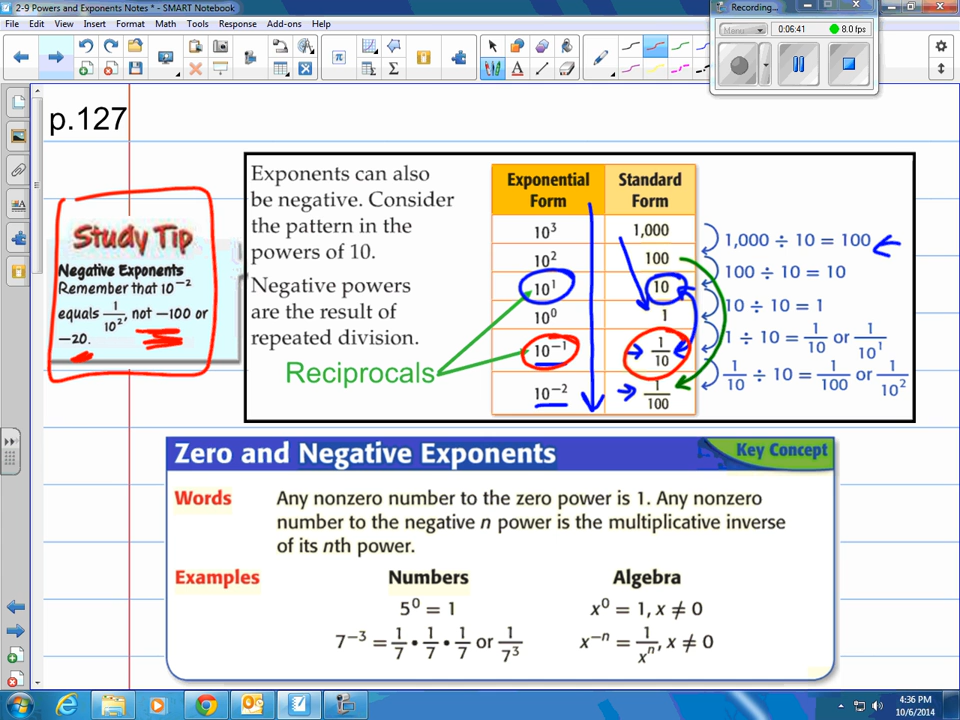 2-9 Powers and Exponents Notes * - SMART Notebook
Recording...
File Edit View Insert Format Math Tools Response Add-ons Help
Menu
0:06:41
8.0 fps
p.127
Study Tip
Negative Exponents
Remember that 10⁻²
equals 1/10², not −100 or
−20.
Exponents can also
be negative. Consider
the pattern in the
powers of 10.
Negative powers
are the result of
repeated division.
Reciprocals
Exponential Form Standard Form
10³ 1,000
10² 100
10¹ 10
10⁰ 1
10⁻¹ 1/10
10⁻² 1/100
1,000 ÷ 10 = 100
100 ÷ 10 = 10
10 ÷ 10 = 1
1 ÷ 10 = 1/10 or 1/10¹
1/10 ÷ 10 = 1/100 or 1/10²
Zero and Negative Exponents
Key Concept
Words
Any nonzero number to the zero power is 1. Any nonzero
number to the negative n power is the multiplicative inverse
of its nth power.
Examples
Numbers Algebra
5⁰ = 1 x⁰ = 1, x ≠ 0
7⁻³ = 1/7 • 1/7 • 1/7 or 1/7³ x⁻ⁿ = 1/xⁿ, x ≠ 0
4:36 PM
10/6/2014